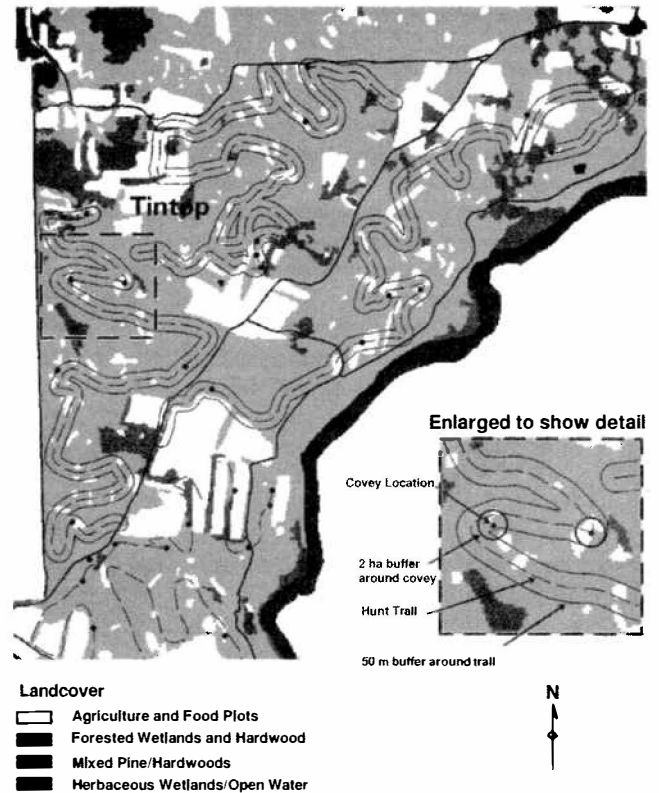 Tintop
Enlarged to show detail
Covey Location
2 ha buffer
around covey
Hunt Trail
50 m buffer around trail
Landcover
Agriculture and Food Plots
Forested Wetlands and Hardwood
Mixed Pine/Hardwoods
Herbaceous Wetlands/Open Water
N